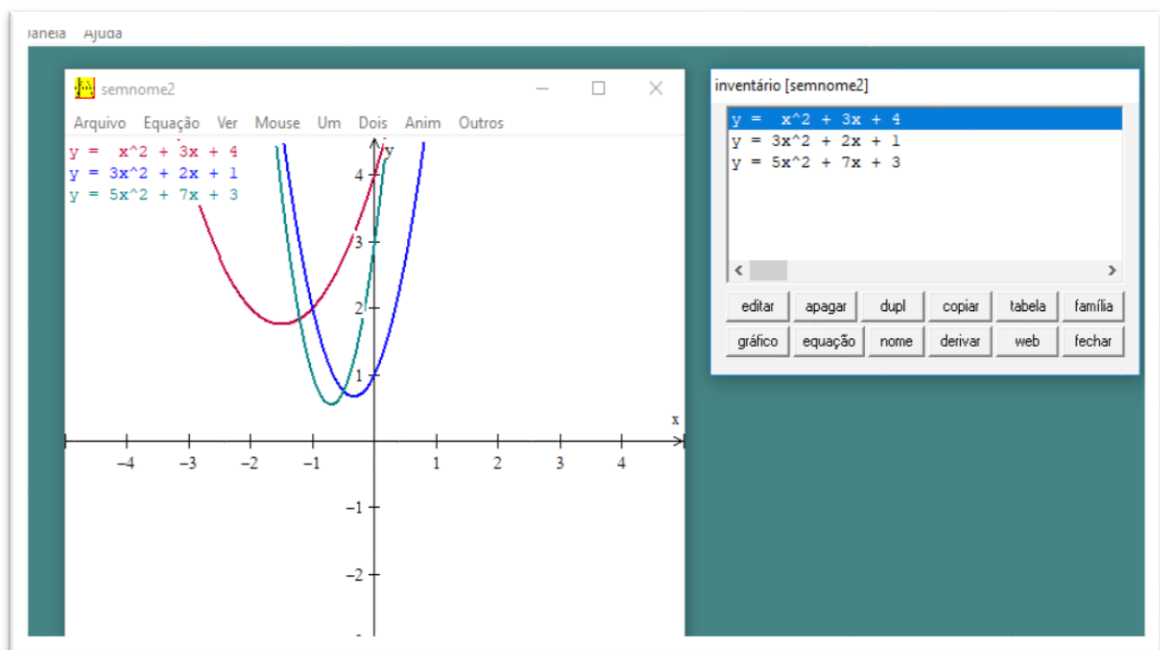 Janela Ajuda
semnome2
Arquivo Equação Ver Mouse Um Dois Anim Outros
y = x^2 + 3x + 4
y = 3x^2 + 2x + 1
y = 5x^2 + 7x + 3
y
4
3
2
1
x
-4 -3 -2 -1 1 2 3 4
-1
-2
inventário [semnome2]
y = x^2 + 3x + 4
y = 3x^2 + 2x + 1
y = 5x^2 + 7x + 3
editar apagar dupl copiar tabela família
gráfico equação nome derivar web fechar